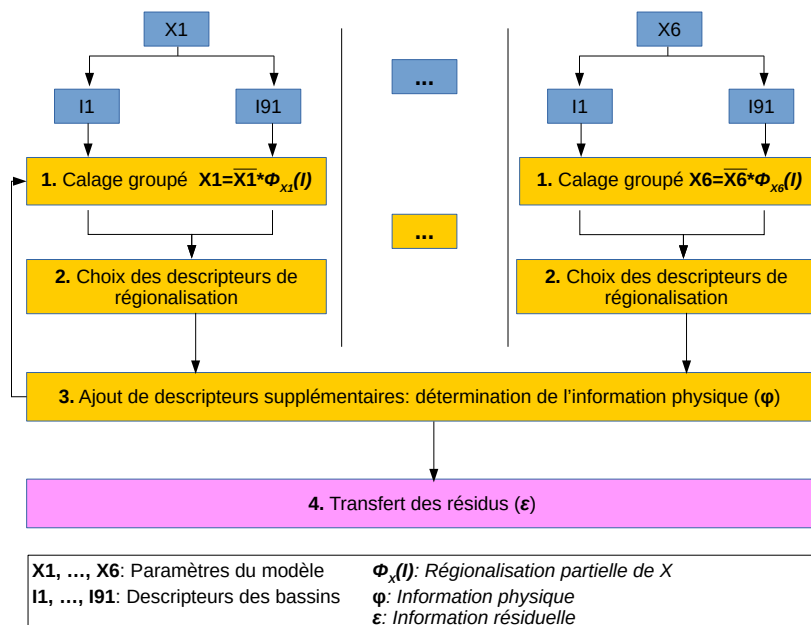 X1
X6
I1
I91
...
I1
I91
1. Calage groupé X1=X̅1̅*Φ_X1(I)
1. Calage groupé X6=X̅6̅*Φ_X6(I)
...
2. Choix des descripteurs de
régionalisation
2. Choix des descripteurs de
régionalisation
3. Ajout de descripteurs supplémentaires: détermination de l’information physique (φ)
4. Transfert des résidus (ε)
X1, …, X6: Paramètres du modèle
Φ_X(I): Régionalisation partielle de X
I1, …, I91: Descripteurs des bassins
φ: Information physique
ε: Information résiduelle